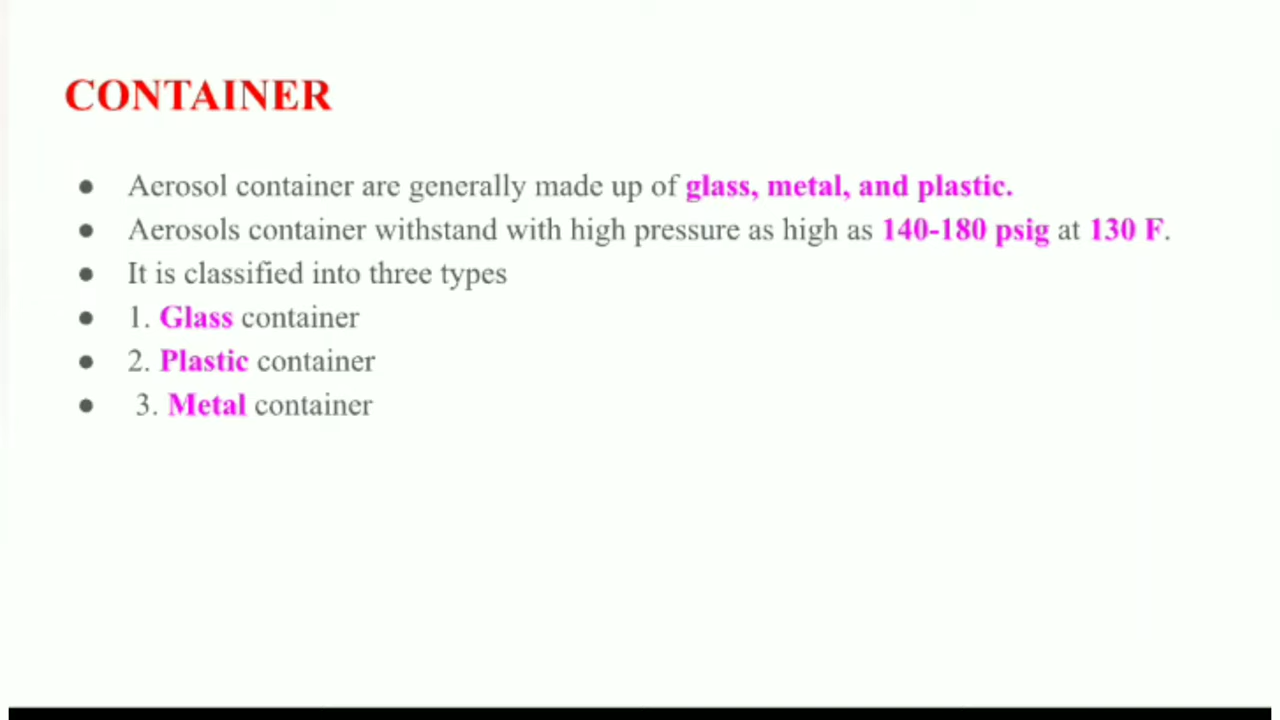 CONTAINER
● Aerosol container are generally made up of glass, metal, and plastic.
● Aerosols container withstand with high pressure as high as 140-180 psig at 130 F.
● It is classified into three types
● 1. Glass container
● 2. Plastic container
● 3. Metal container